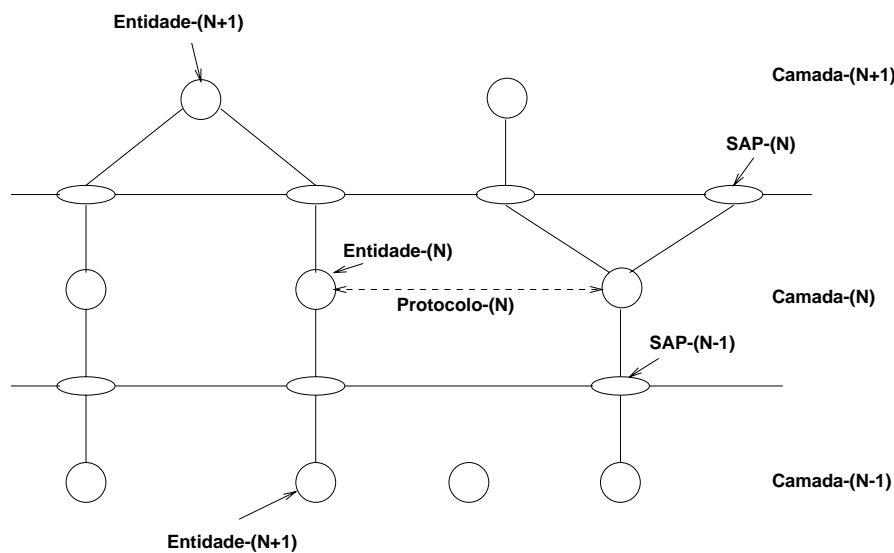 Entidade-(N+1)
Camada-(N+1)
SAP-(N)
Entidade-(N)
Protocolo-(N)
Camada-(N)
SAP-(N-1)
Camada-(N-1)
Entidade-(N+1)